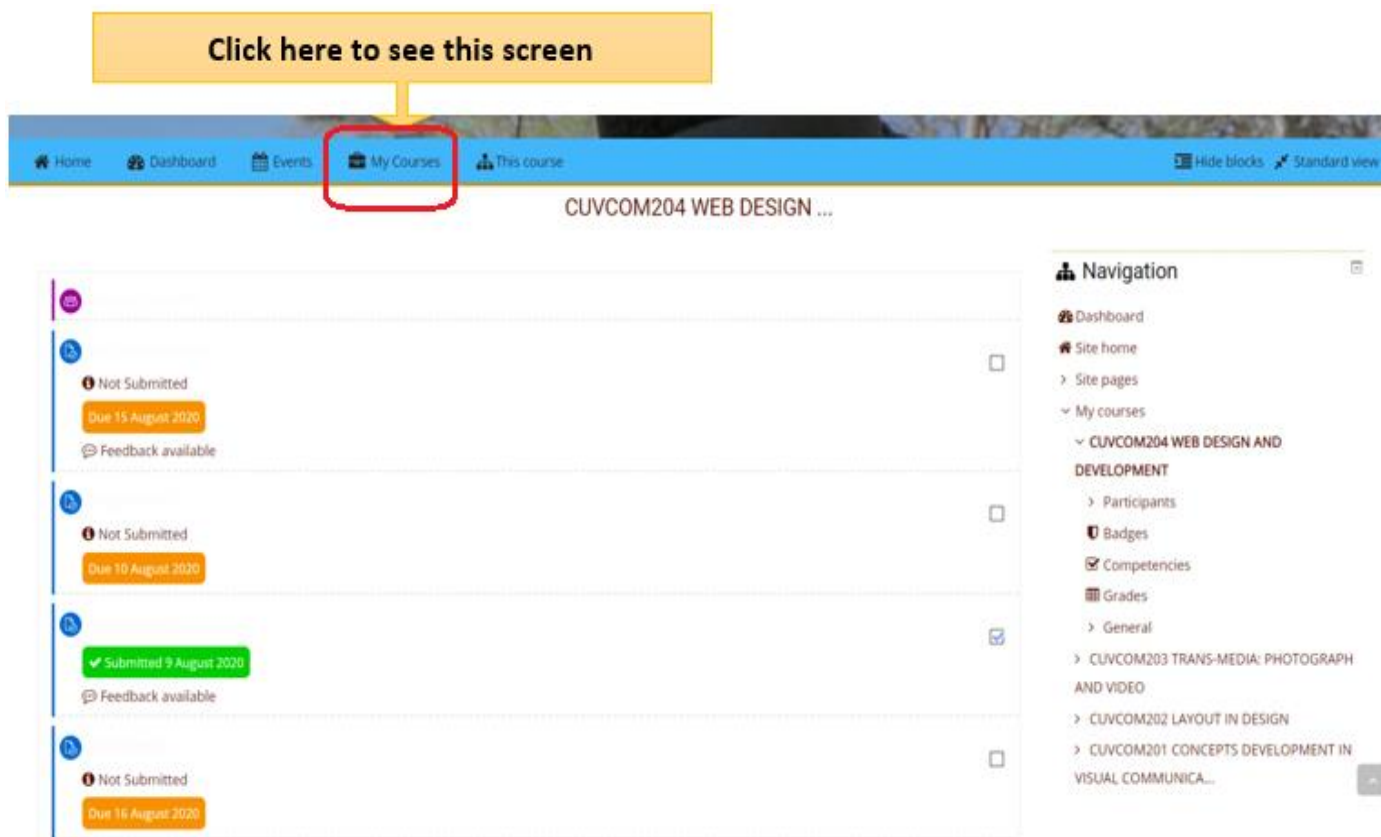 Click here to see this screen
Home Dashboard Events My Courses This course Hide blocks Standard view
CUVCOM204 WEB DESIGN ...
Not Submitted
Due 15 August 2020
Feedback available
Not Submitted
Due 10 August 2020
Submitted 9 August 2020
Feedback available
Not Submitted
Due 16 August 2020
Navigation
Dashboard
Site home
Site pages
My courses
CUVCOM204 WEB DESIGN AND
DEVELOPMENT
Participants
Badges
Competencies
Grades
General
CUVCOM203 TRANS-MEDIA: PHOTOGRAPH
AND VIDEO
CUVCOM202 LAYOUT IN DESIGN
CUVCOM201 CONCEPTS DEVELOPMENT IN
VISUAL COMMUNICA...